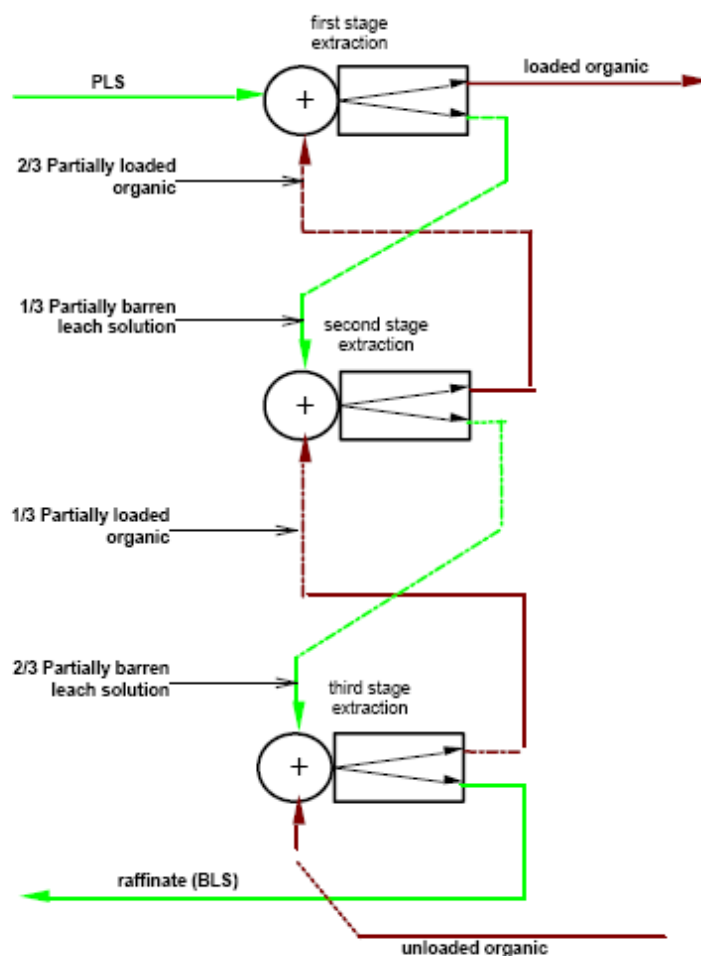 first stage
extraction
loaded organic
PLS
+
2/3 Partially loaded
organic
1/3 Partially barren
leach solution
second stage
extraction
+
1/3 Partially loaded
organic
2/3 Partially barren
leach solution
third stage
extraction
+
raffinate (BLS)
unloaded organic